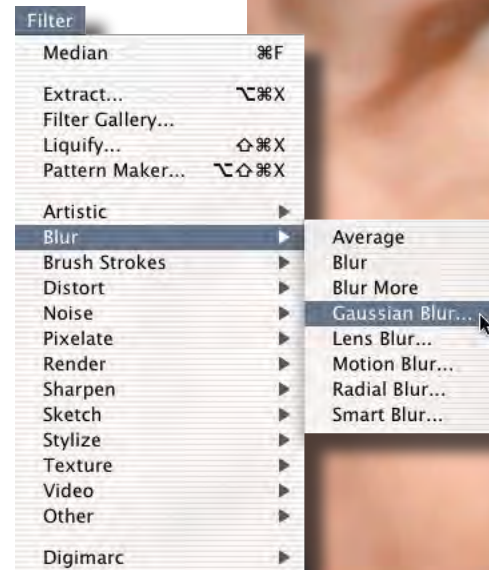 Filter
Median ⌘F
Extract... ⌥⌘X
Filter Gallery...
Liquify... ⇧⌘X
Pattern Maker... ⌥⇧⌘X
Artistic
Blur
Brush Strokes
Distort
Noise
Pixelate
Render
Sharpen
Sketch
Stylize
Texture
Video
Other
Digimarc
Average
Blur
Blur More
Gaussian Blur...
Lens Blur...
Motion Blur...
Radial Blur...
Smart Blur...